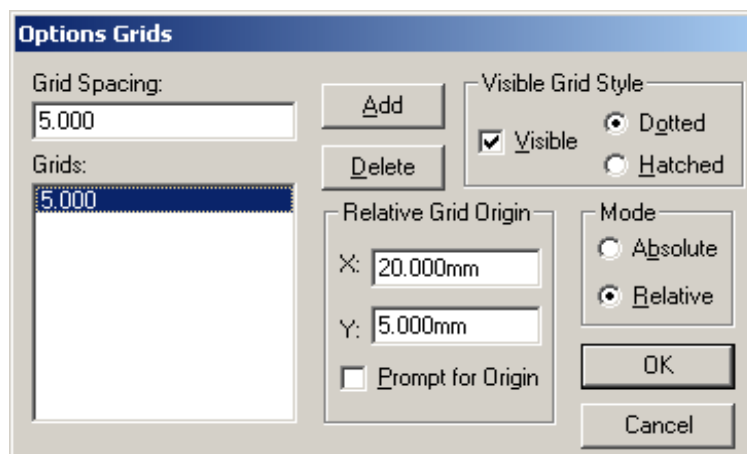 Options Grids
Grid Spacing:
5.000
Add
Delete
Grids:
5.000
Visible Grid Style
Visible
Dotted
Hatched
Relative Grid Origin
X: 20.000mm
Y: 5.000mm
Prompt for Origin
Mode
Absolute
Relative
OK
Cancel